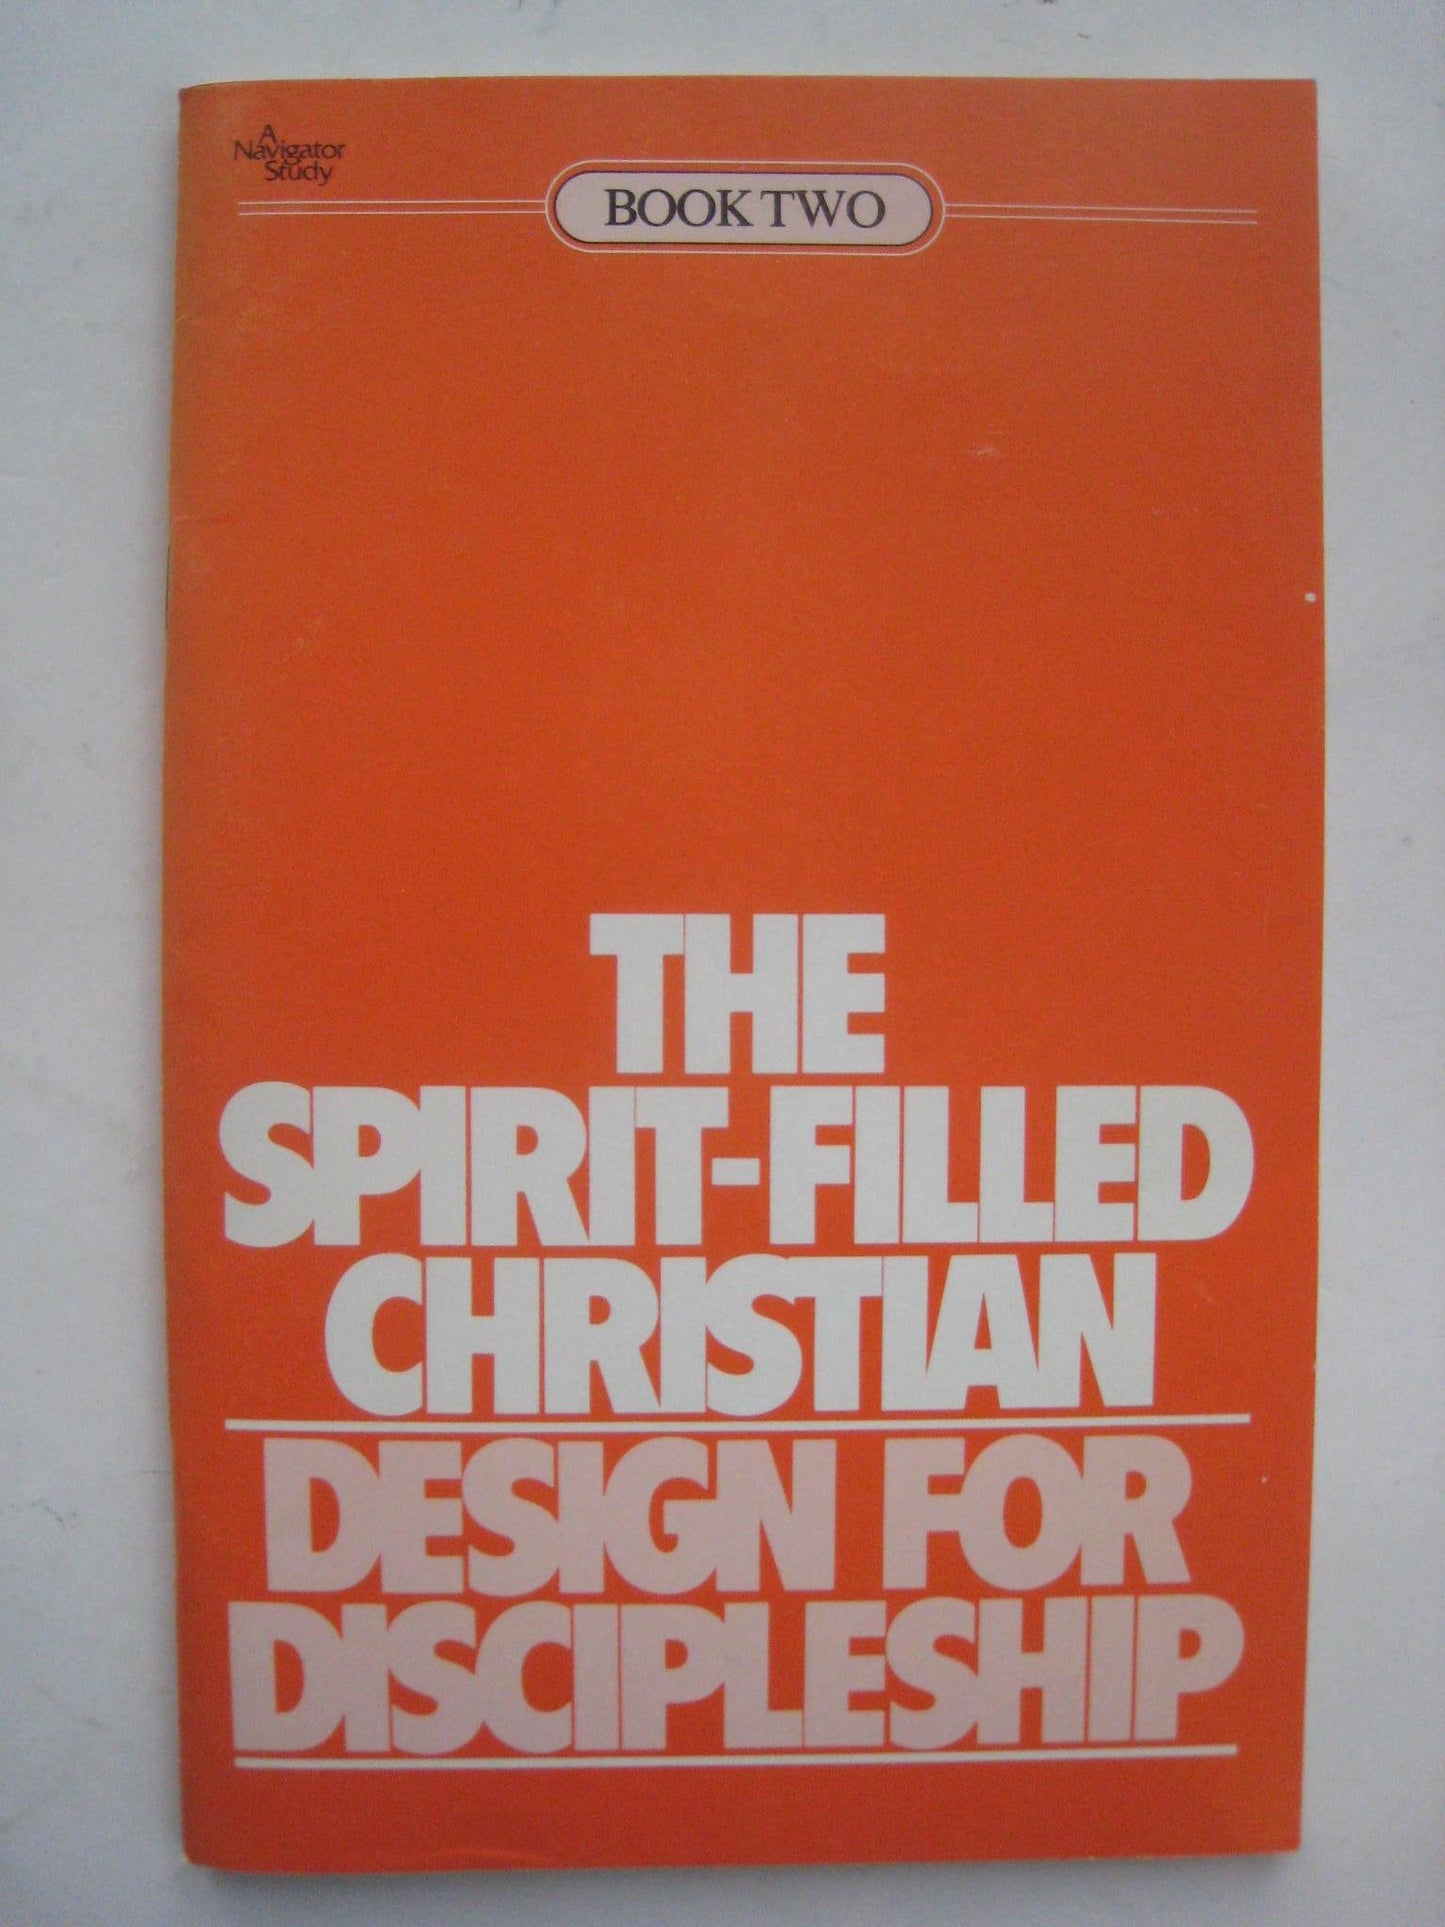 A
Navigator
Study
BOOK TWO
THE
SPIRIT-FILLED
CHRISTIAN
DESIGN FOR
DISCIPLESHIP